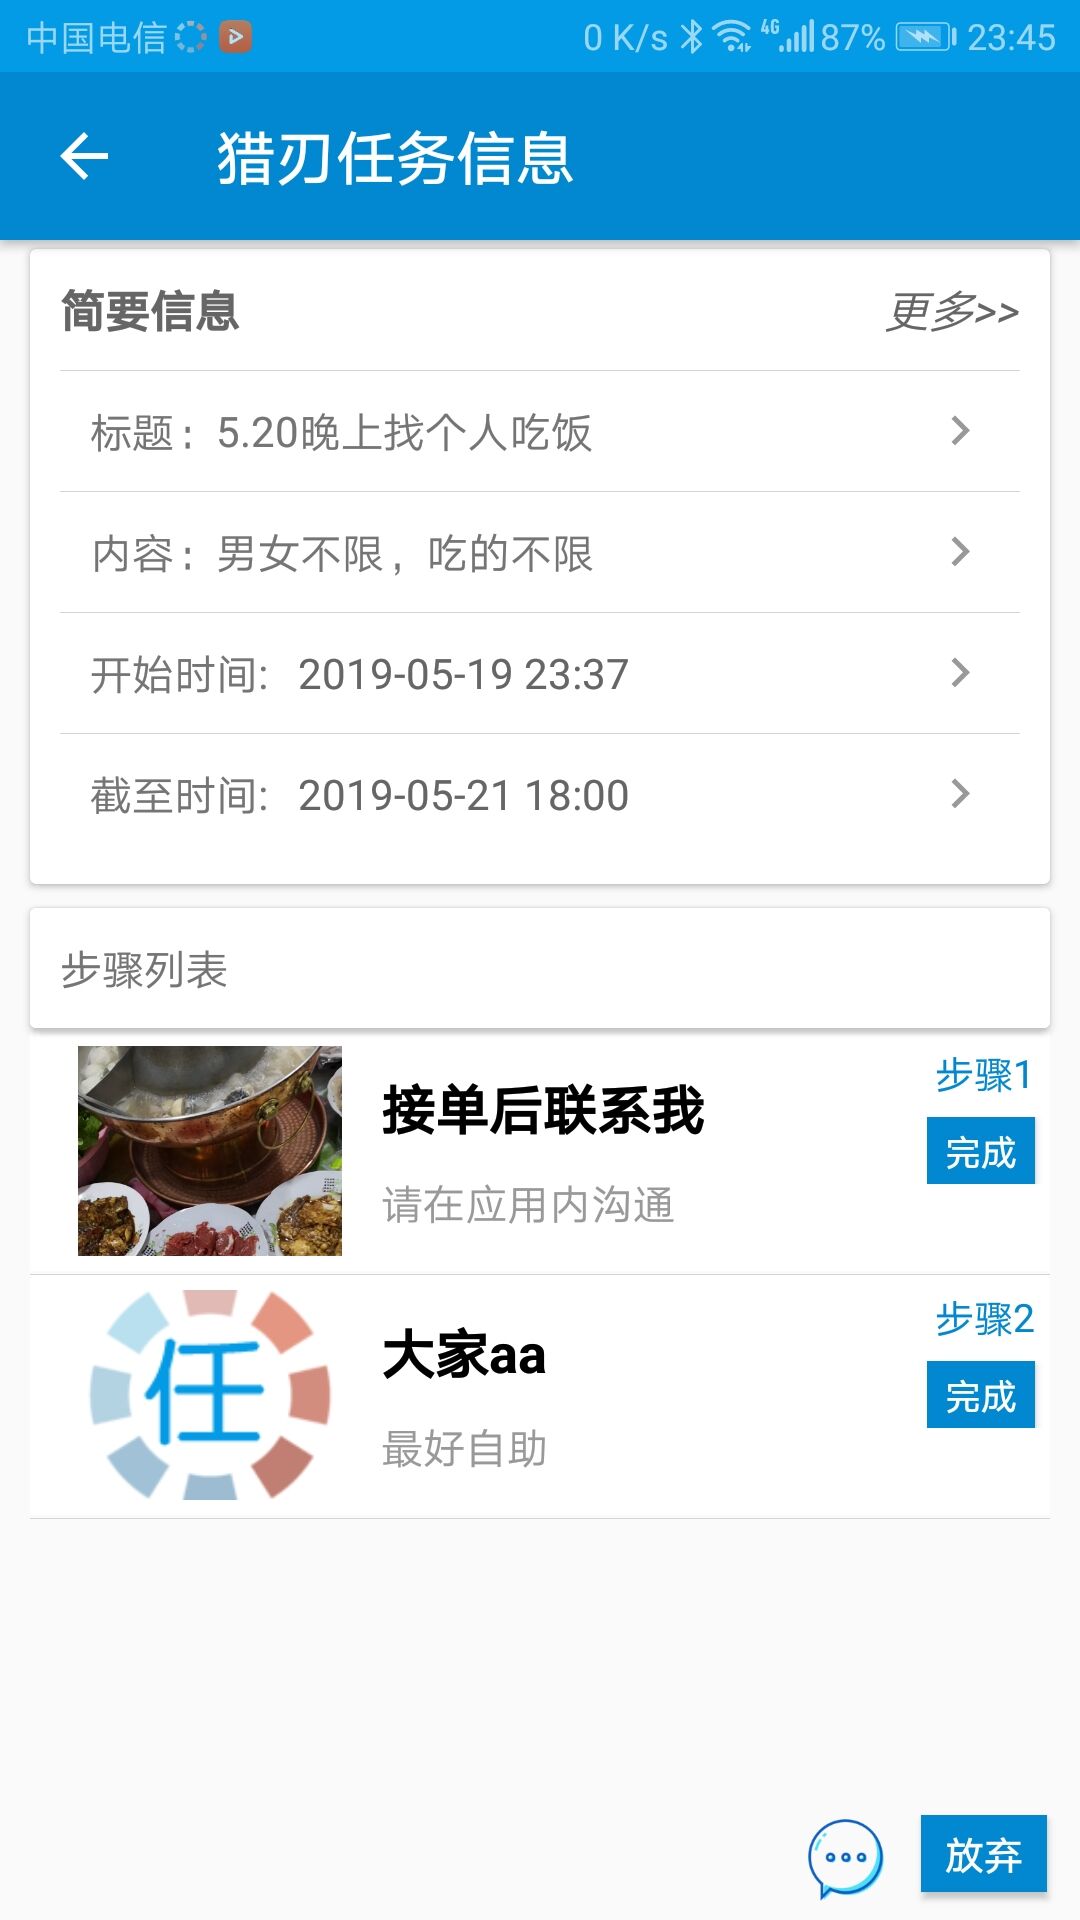 中国电信 0 K/s 4G 87% 23:45
猎刃任务信息
简要信息 更多>>
标题：5.20晚上找个人吃饭
内容：男女不限，吃的不限
开始时间: 2019-05-19 23:37
截至时间: 2019-05-21 18:00
步骤列表
接单后联系我 步骤1
完成
请在应用内沟通
任
大家aa 步骤2
完成
最好自助
放弃